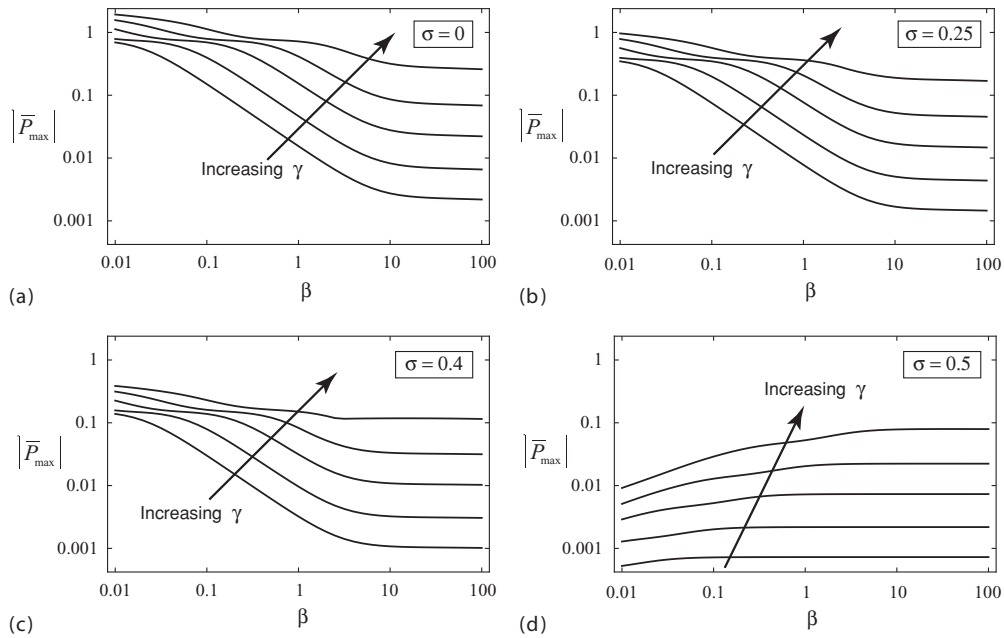 1
σ = 0
0.1
|P̅max|
0.01
Increasing γ
0.001
0.01 0.1 1 10 100
β
(a)
1
σ = 0.25
0.1
|P̅max|
0.01
Increasing γ
0.001
0.01 0.1 1 10 100
β
(b)
1
σ = 0.4
0.1
|P̅max|
0.01
Increasing γ
0.001
0.01 0.1 1 10 100
β
(c)
1
σ = 0.5
Increasing γ
0.1
|P̅max|
0.01
0.001
0.01 0.1 1 10 100
β
(d)